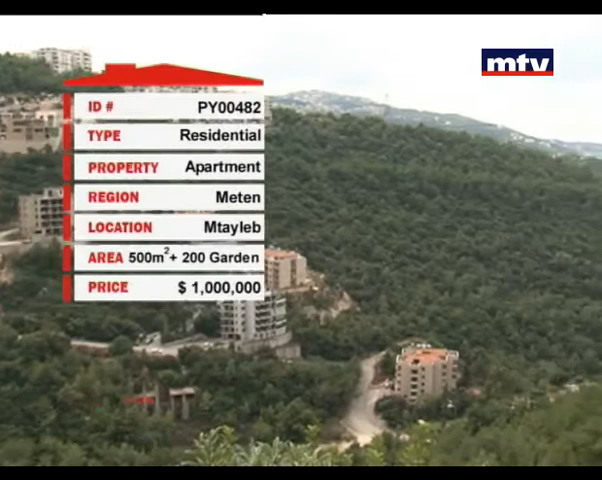 mtv
ID # PY00482
TYPE Residential
PROPERTY Apartment
REGION Meten
LOCATION Mtayleb
AREA 500m²+ 200 Garden
PRICE $ 1,000,000